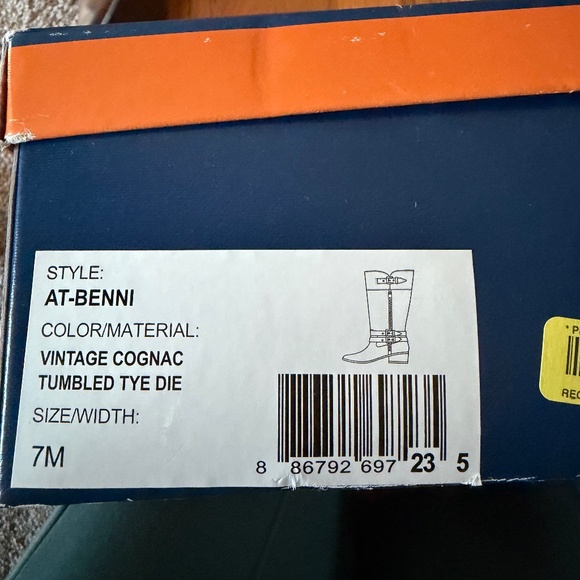 STYLE:
AT-BENNI
COLOR/MATERIAL:
VINTAGE COGNAC
TUMBLED TYE DIE
SIZE/WIDTH:
7M
8 86792 697 23 5